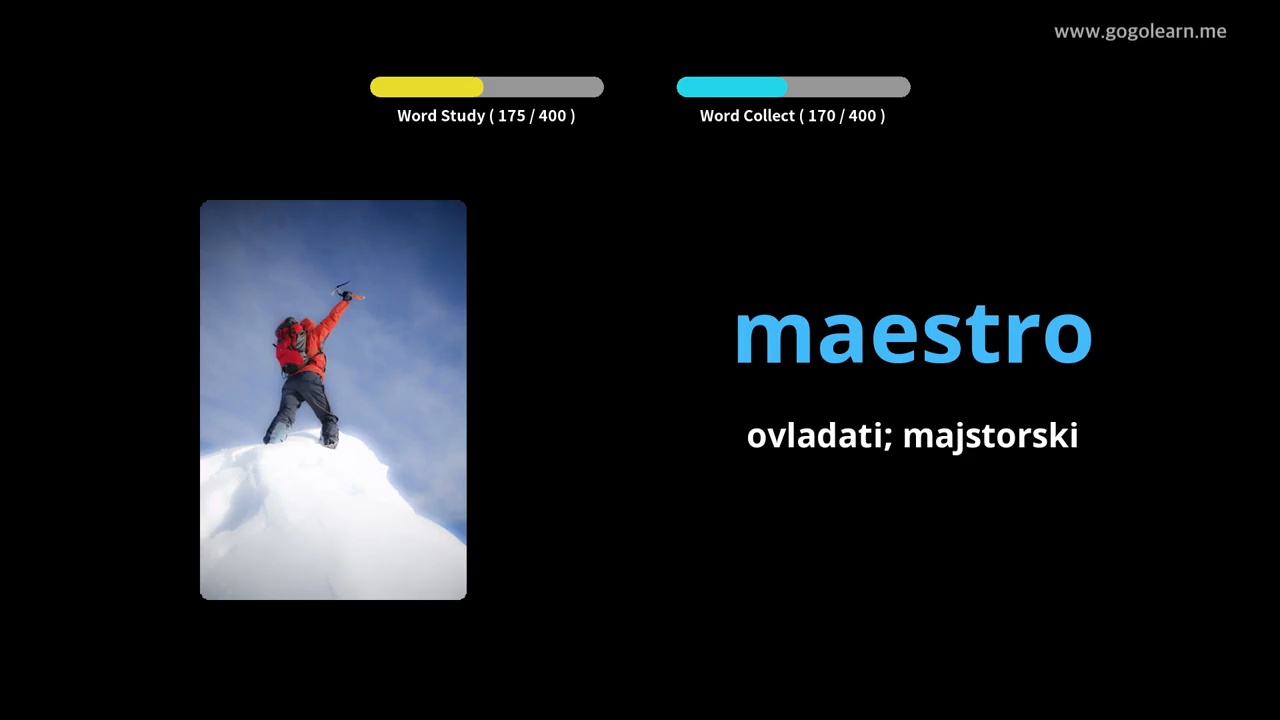 www.gogolearn.me
Word Study ( 175 / 400 )
Word Collect ( 170 / 400 )
maestro
ovladati; majstorski